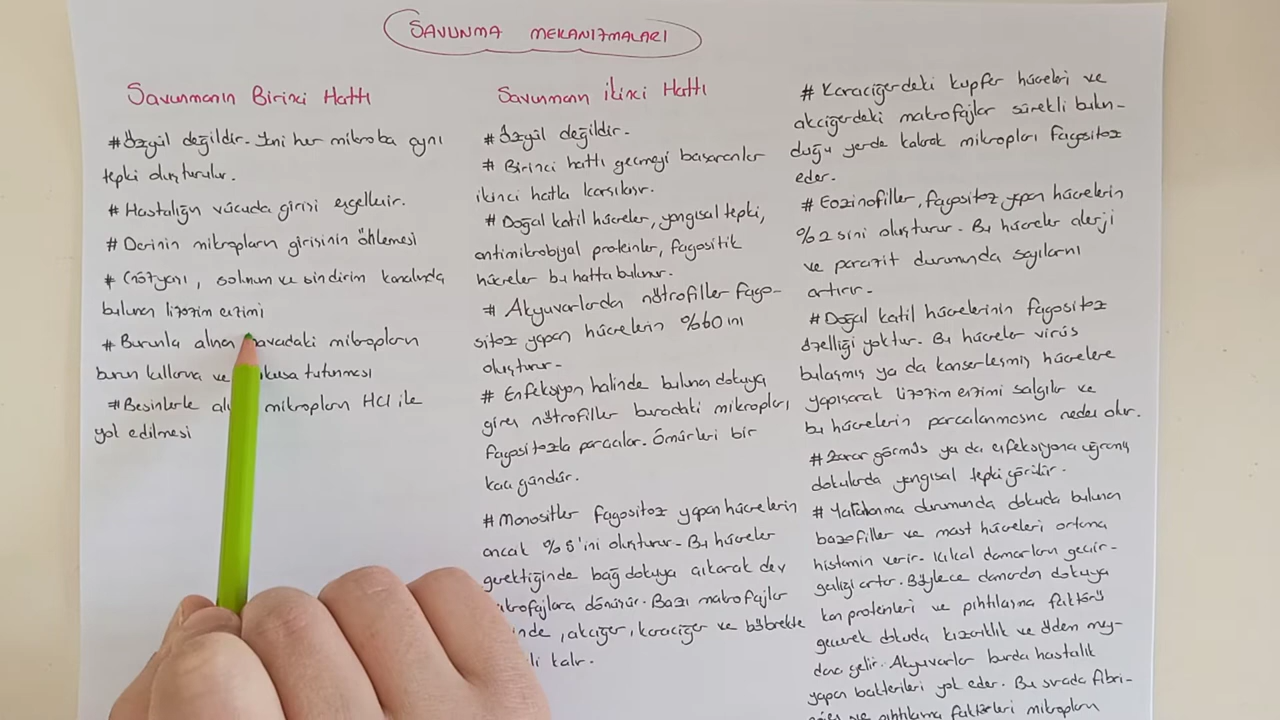 SAVUNMA MEKANİZMALARI
Savunmanın Birinci Hattı
# Özgül değildir. Yani her mikroba aynı
tepki oluşturulur.
# Hastalığın vücuda girişi engellenir.
# Derinin mikropların girişinin önlemesi
# Gözyaşı, solunum ve sindirim kanalında
bulunan lizozim enzimi
# Burunla alınan havadaki mikropların
burun kıllarına ve tutunması
# Besinlerle mikropların HCl ile
yok edilmesi
Savunmanın İkinci Hattı
# Özgül değildir.
# Birinci hattı geçmeyi başaranlar
ikinci hatla karşılaşır.
# Doğal katil hücreler, yangısal tepki,
antimikrobiyal proteinler, fagositik
hücreler bu hatta bulunur.
# Akyuvarlardan nötrofiller fago-
sitoz yapan hücrelerin %60 ını
oluşturur.
# Enfeksiyon halinde bulunan dokuya
giren nötrofiller buradaki mikropları
fagositozla parçalar. Ömürleri bir
kaç gündür.
# Monositler fagositoz yapan hücrelerin
ancak %5'ini oluşturur. Bu hücreler
gerektiğinde bağ dokuya çıkarak dev
makrofajlara dönüşür. Bazı makrofajlar
akciğer, karaciğer ve böbrekte
kalır.
# Karaciğerdeki kupfer hücreleri ve
akciğerdeki makrofajlar sürekli bulun-
duğu yerde kalarak mikropları fagositoz
eder.
# Eozinofiller, fagositoz yapan hücrelerin
%2 sini oluşturur. Bu hücreler alerji
ve parazit durumunda sayılarını
artırır.
# Doğal katil hücrelerinin fagositoz
özelliği yoktur. Bu hücreler virüs
bulaşmış ya da kanserleşmiş hücrelere
yapışarak lizozim enzimi salgılar ve
bu hücrelerin parçalanmasına neden olur.
# Zarar görmüş ya da enfeksiyona uğramış
dokularda yangısal tepki görülür.
# Yaralanma durumunda dokuda bulunan
bazofiller ve mast hücreleri ortama
histamin verir. Kılcal damarların geçir-
genliği artar. Böylece damardan dokuya
kan proteinleri ve pıhtılaşma faktörü
geçerek dokuda kızarıklık ve ödem mey-
dana gelir. Akyuvarlar burda hastalık
yapan bakterileri yok eder. Bu sırada fibri-
ve pıhtılaşma faktörleri mikropların